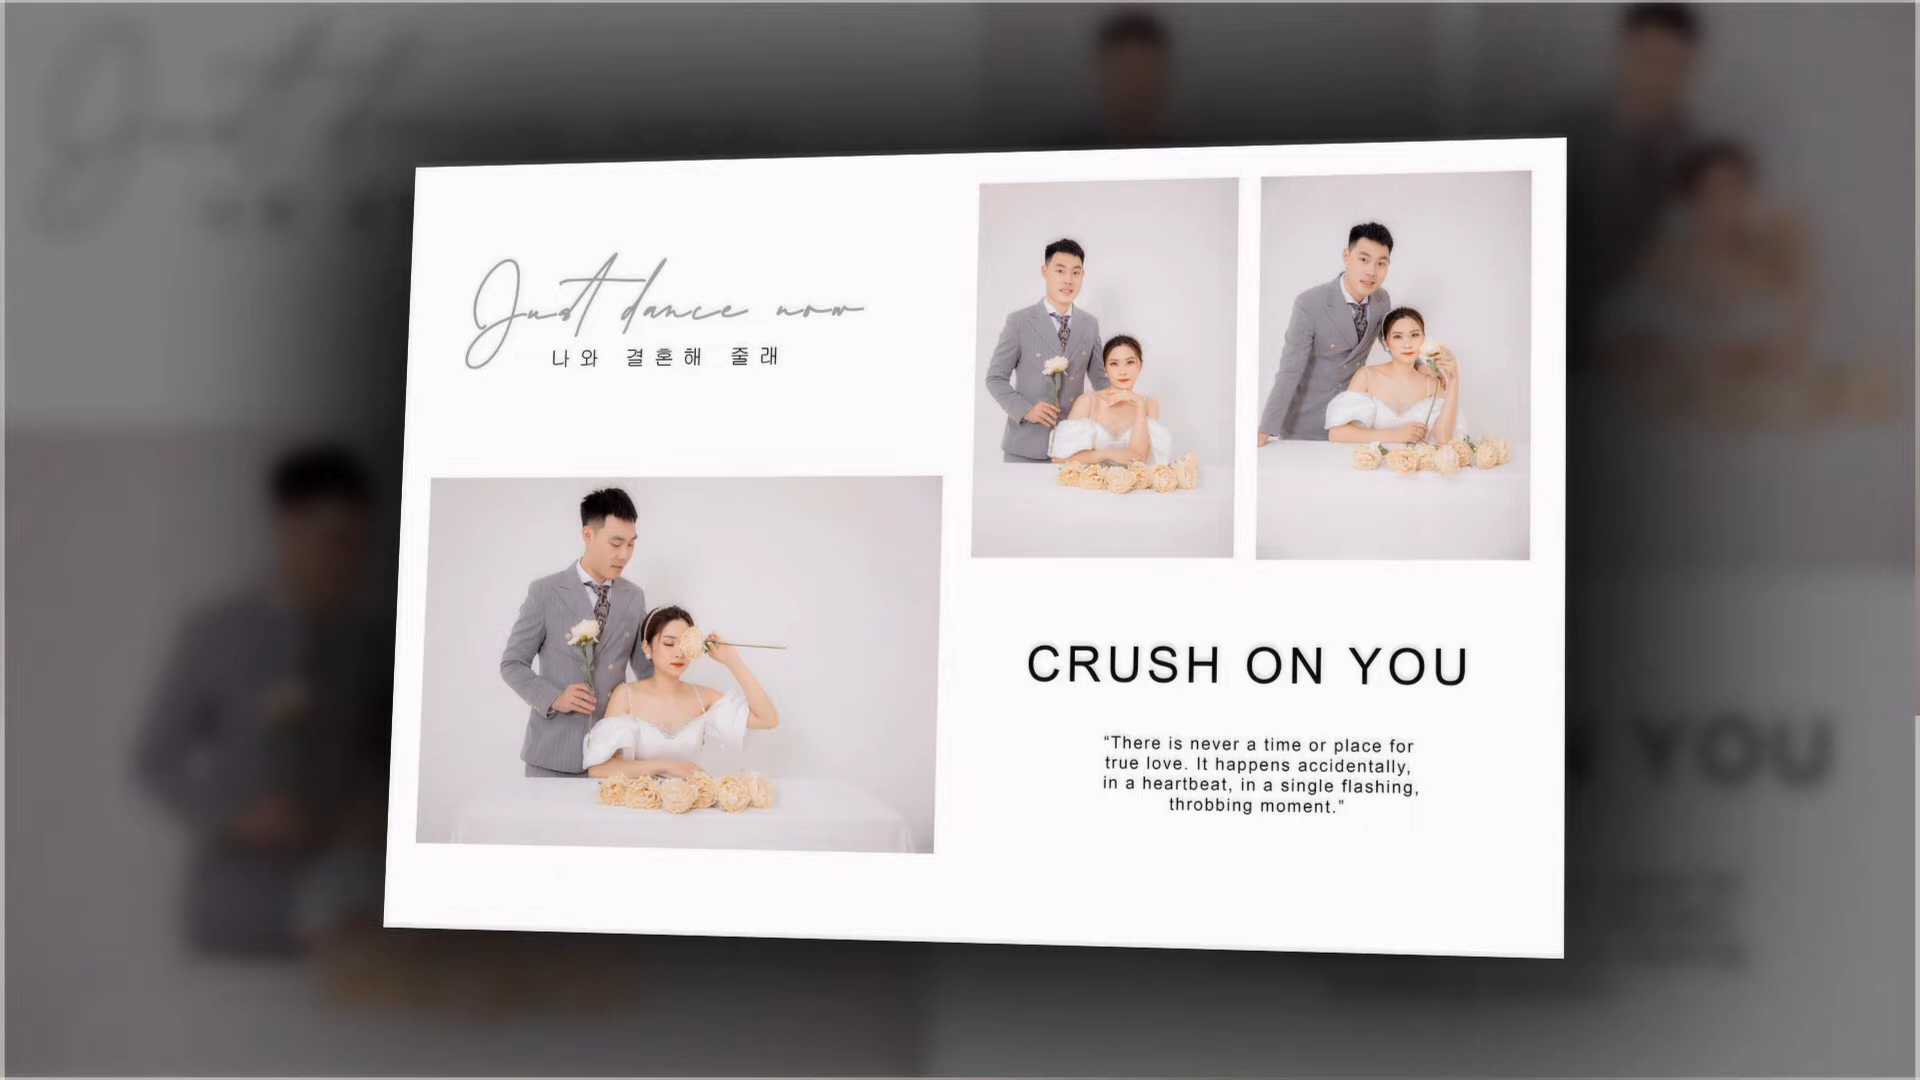 Just dance now
나와 결혼해 줄래
CRUSH ON YOU
“There is never a time or place for
true love. It happens accidentally,
in a heartbeat, in a single flashing,
throbbing moment.”